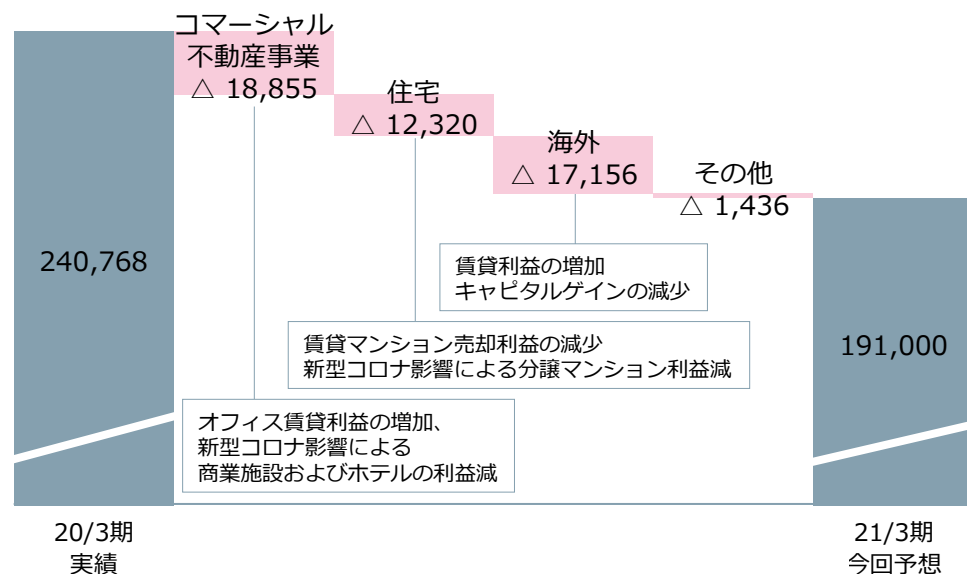 コマーシャル
不動産事業
△ 18,855
住宅
△ 12,320
海外
△ 17,156
その他
△ 1,436
240,768
賃貸利益の増加
キャピタルゲインの減少
賃貸マンション売却利益の減少
新型コロナ影響による分譲マンション利益減
191,000
オフィス賃貸利益の増加、
新型コロナ影響による
商業施設およびホテルの利益減
20/3期
実績
21/3期
今回予想